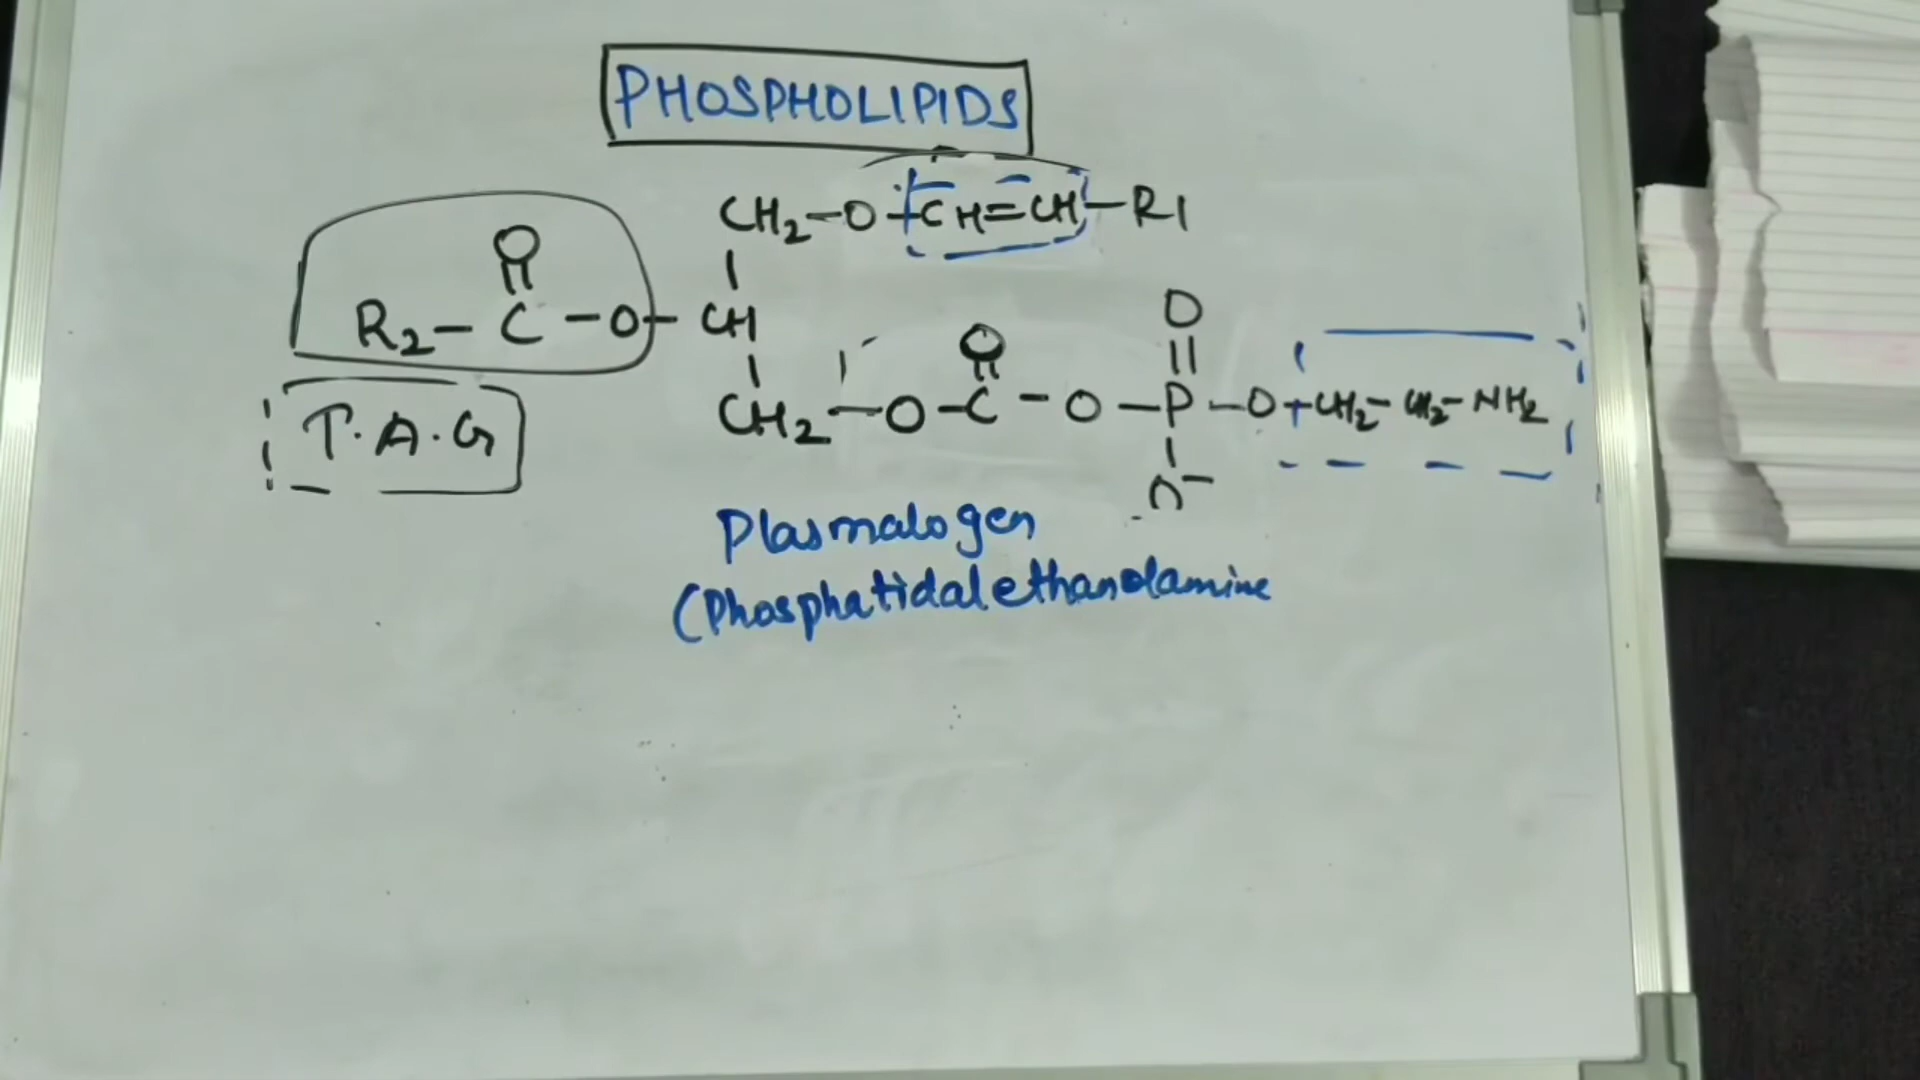 PHOSPHOLIPIDS
CH2-O-CH=CH-R1
O
R2-C-O-CH
O
O
CH2-O-C-O-P-O-CH2-CH2-NH2
T.A.G
O-
Plasmalogen
(Phosphatidalethanolamine